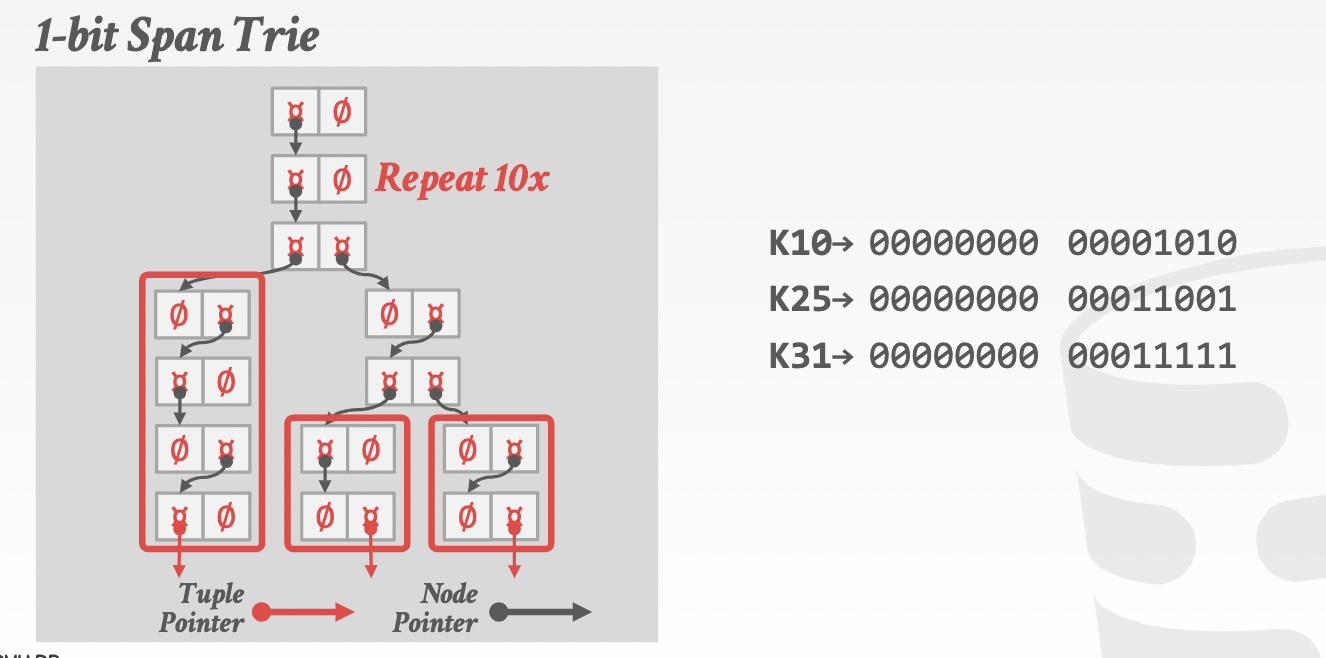 1-bit Span Trie
¤ Ø
¤ Ø Repeat 10x
¤ ¤
Ø ¤ Ø ¤
¤ Ø ¤ ¤
Ø ¤ ¤ Ø Ø ¤
¤ Ø Ø ¤ Ø ¤
Tuple
Pointer
Node
Pointer
K10→ 00000000 00001010
K25→ 00000000 00011001
K31→ 00000000 00011111